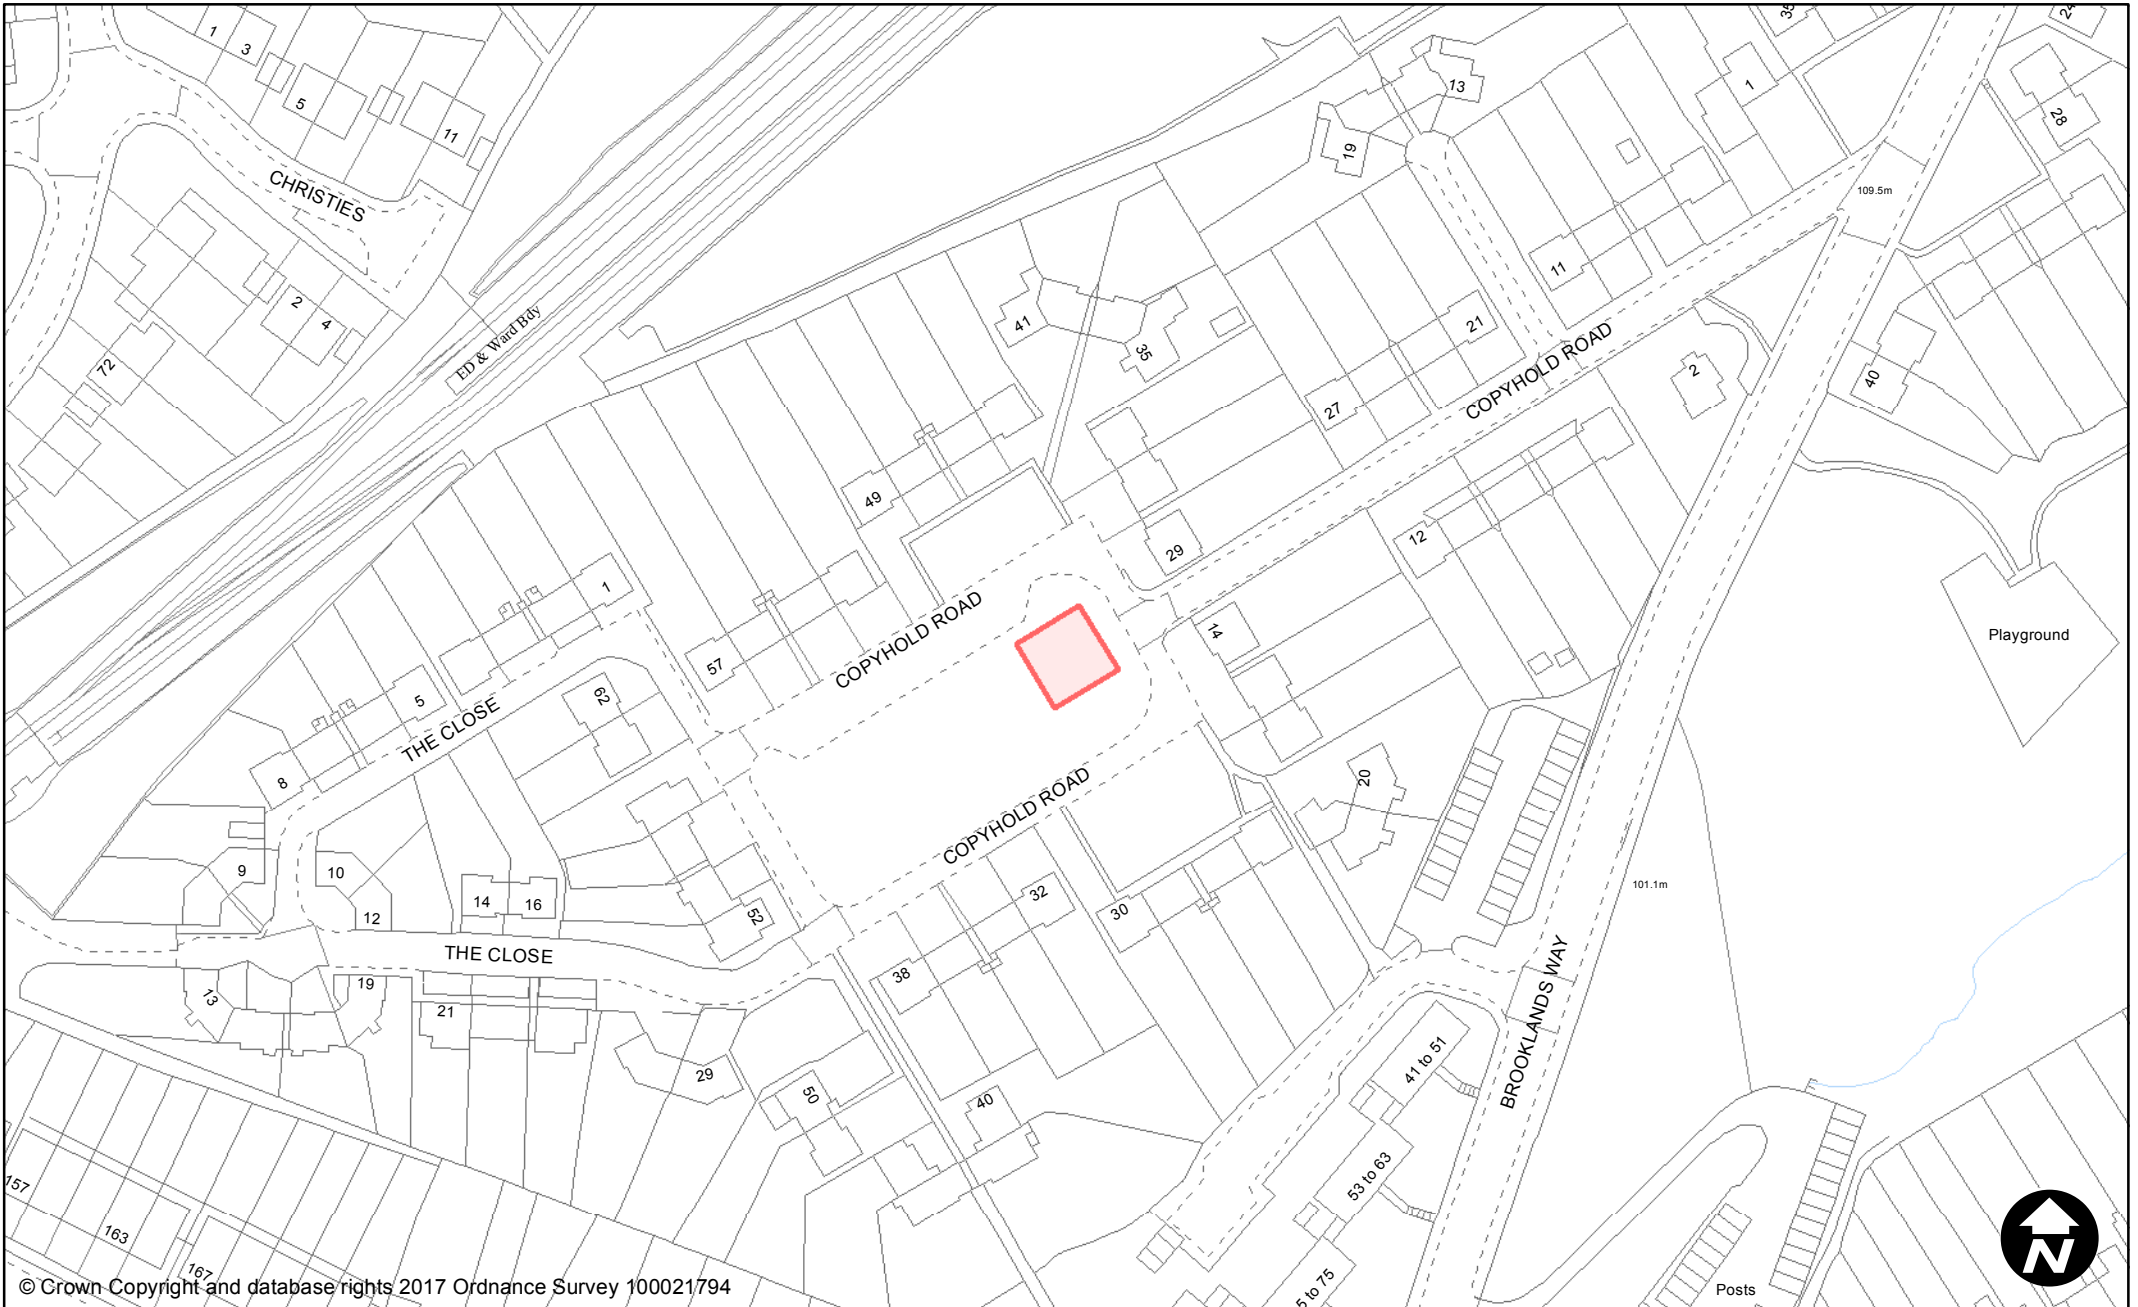 1
3
5
11
CHRISTIES
2
4
72
ED & Ward Bdy
13
19
35
1
24
28
109.5m
11
21
27
COPYHOLD ROAD
2
40
41
35
49
29
12
14
COPYHOLD ROAD
57
1
5
THE CLOSE
62
8
9
10
12
14
16
52
THE CLOSE
COPYHOLD ROAD
32
30
38
20
Playground
101.1m
BROOKLANDS WAY
13
19
21
29
50
40
41 to 51
53 to 63
5 to 75
157
163
167
Posts
N
© Crown Copyright and database rights 2017 Ordnance Survey 100021794